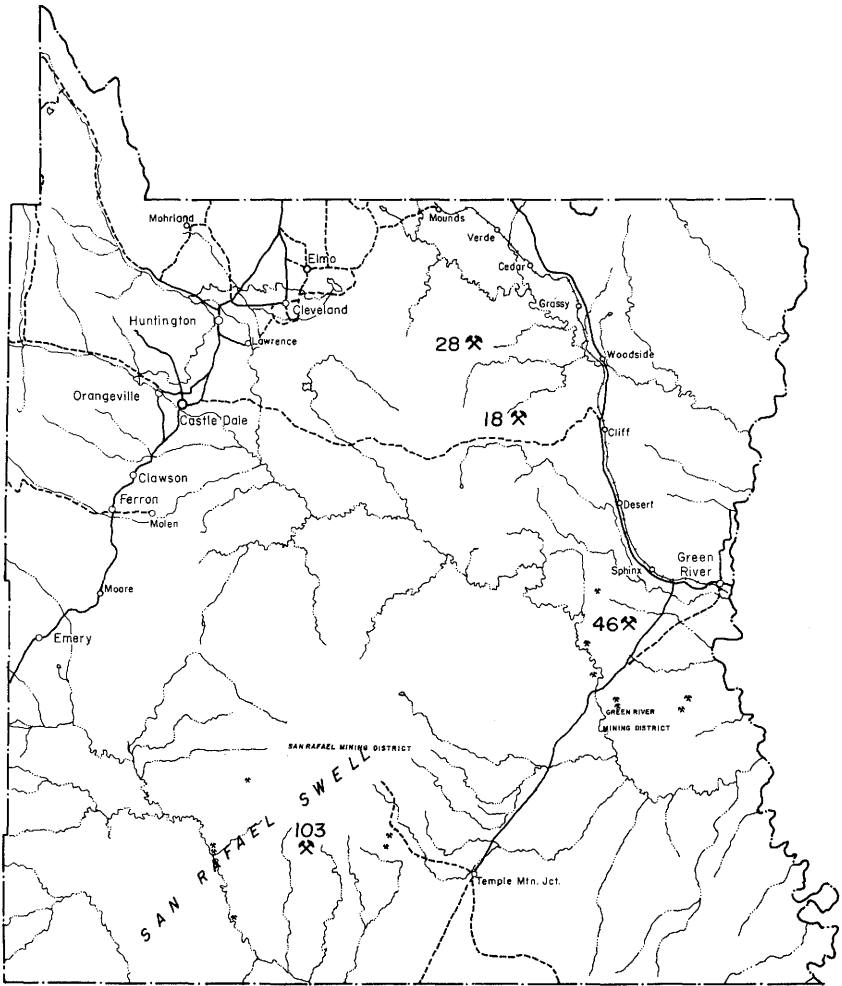 Mohrland
Mounds
Verde
Elmo
Cedar
Cleveland
Grassy
Huntington
Lawrence
28
Woodside
Orangeville
Castle Dale
18
Cliff
Clawson
Ferron
Molen
Desert
Green
River
Sphinx
Moore
46
Emery
GREEN RIVER
MINING DISTRICT
SAN RAFAEL MINING DISTRICT
SAN RAFAEL SWELL
103
Temple Mtn. Jct.